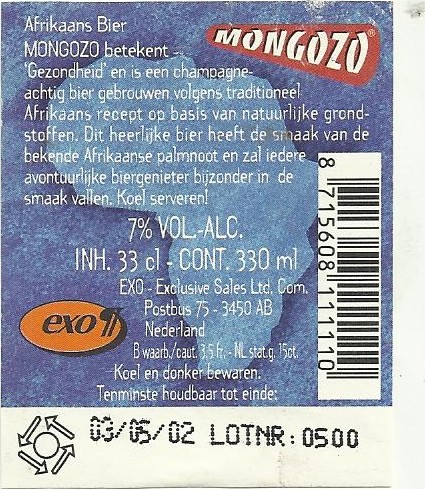 Afrikaans Bier
MONGOZO®
MONGOZO betekent
'Gezondheid' en is een champagne-
achtig bier gebrouwen volgens traditioneel
Afrikaans recept op basis van natuurlijke grond-
stoffen. Dit heerlijke bier heeft de smaak van de
bekende Afrikaanse palmnoot en zal iedere
avontuurlijke biergenieter bijzonder in de
smaak vallen. Koel serveren!
7% VOL.-ALC.
INH. 33 cl - CONT. 330 ml
EXO - Exclusive Sales Ltd. Com.
Postbus 75 - 3450 AB
Nederland
exo
B waarb./caut. 3,5 fr. - NL stat.g. 15ct.
Koel en donker bewaren.
Tenminste houdbaar tot einde:
8 715608 111110
03/05/02 LOTNR: 0500